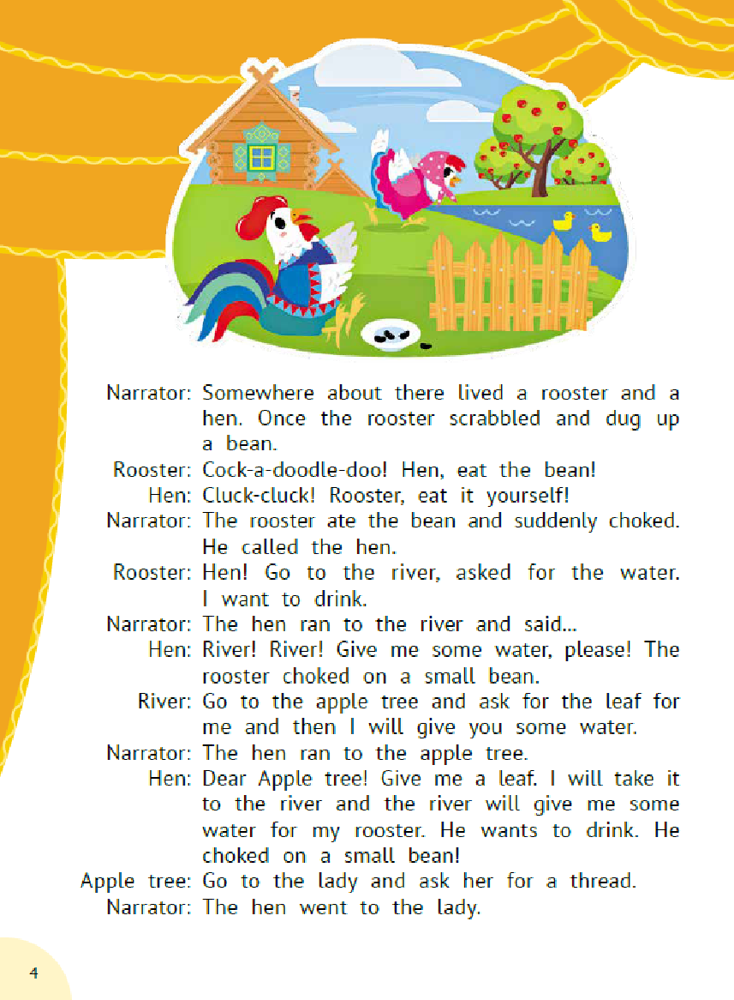 Narrator: Somewhere about there lived a rooster and a
hen. Once the rooster scrabbled and dug up
a bean.
Rooster: Cock-a-doodle-doo! Hen, eat the bean!
Hen: Cluck-cluck! Rooster, eat it yourself!
Narrator: The rooster ate the bean and suddenly choked.
He called the hen.
Rooster: Hen! Go to the river, asked for the water.
I want to drink.
Narrator: The hen ran to the river and said...
Hen: River! River! Give me some water, please! The
rooster choked on a small bean.
River: Go to the apple tree and ask for the leaf for
me and then I will give you some water.
Narrator: The hen ran to the apple tree.
Hen: Dear Apple tree! Give me a leaf. I will take it
to the river and the river will give me some
water for my rooster. He wants to drink. He
choked on a small bean!
Apple tree: Go to the lady and ask her for a thread.
Narrator: The hen went to the lady.
4